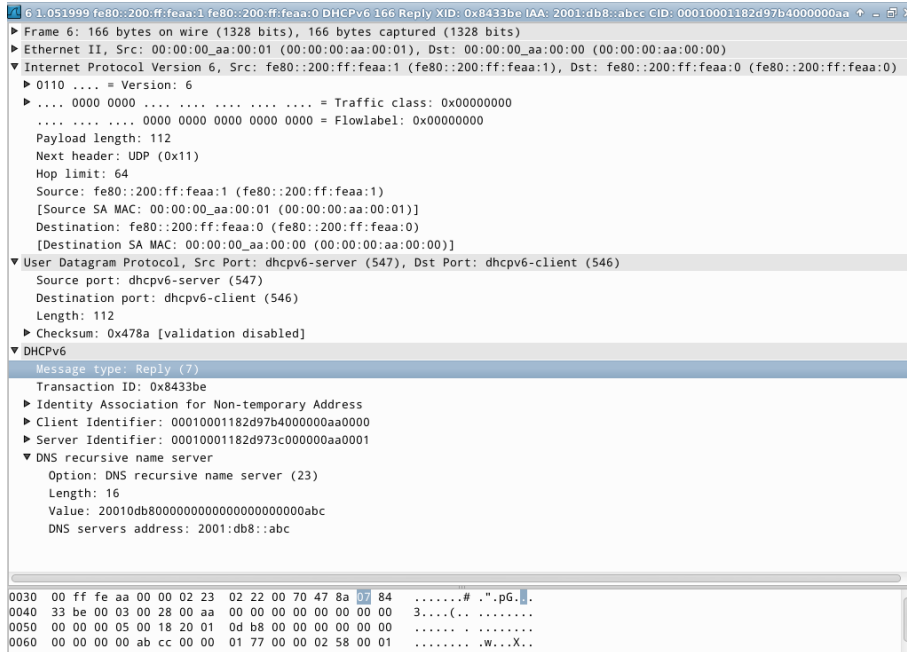 6 1.051999 fe80::200:ff:feaa:1 fe80::200:ff:feaa:0 DHCPv6 166 Reply XID: 0x8433be IAA: 2001:db8::abcc CID: 00010001182d97b4000000aa
Frame 6: 166 bytes on wire (1328 bits), 166 bytes captured (1328 bits)
Ethernet II, Src: 00:00:00_aa:00:01 (00:00:00:aa:00:01), Dst: 00:00:00_aa:00:00 (00:00:00:aa:00:00)
Internet Protocol Version 6, Src: fe80::200:ff:feaa:1 (fe80::200:ff:feaa:1), Dst: fe80::200:ff:feaa:0 (fe80::200:ff:feaa:0)
0110 .... = Version: 6
.... 0000 0000 .... .... .... .... .... = Traffic class: 0x00000000
.... .... .... 0000 0000 0000 0000 0000 = Flowlabel: 0x00000000
Payload length: 112
Next header: UDP (0x11)
Hop limit: 64
Source: fe80::200:ff:feaa:1 (fe80::200:ff:feaa:1)
[Source SA MAC: 00:00:00_aa:00:01 (00:00:00:aa:00:01)]
Destination: fe80::200:ff:feaa:0 (fe80::200:ff:feaa:0)
[Destination SA MAC: 00:00:00_aa:00:00 (00:00:00:aa:00:00)]
User Datagram Protocol, Src Port: dhcpv6-server (547), Dst Port: dhcpv6-client (546)
Source port: dhcpv6-server (547)
Destination port: dhcpv6-client (546)
Length: 112
Checksum: 0x478a [validation disabled]
DHCPv6
Message type: Reply (7)
Transaction ID: 0x8433be
Identity Association for Non-temporary Address
Client Identifier: 00010001182d97b4000000aa0000
Server Identifier: 00010001182d973c000000aa0001
DNS recursive name server
Option: DNS recursive name server (23)
Length: 16
Value: 20010db8000000000000000000000abc
DNS servers address: 2001:db8::abc
0030 00 ff fe aa 00 00 02 23 02 22 00 70 47 8a 07 84 .......# .".pG...
0040 33 be 00 03 00 28 00 aa 00 00 00 00 00 00 00 00 3....(.. ........
0050 00 00 00 05 00 18 20 01 0d b8 00 00 00 00 00 00 ...... . ........
0060 00 00 00 00 ab cc 00 00 01 77 00 00 02 58 00 01 ........ .w...X..